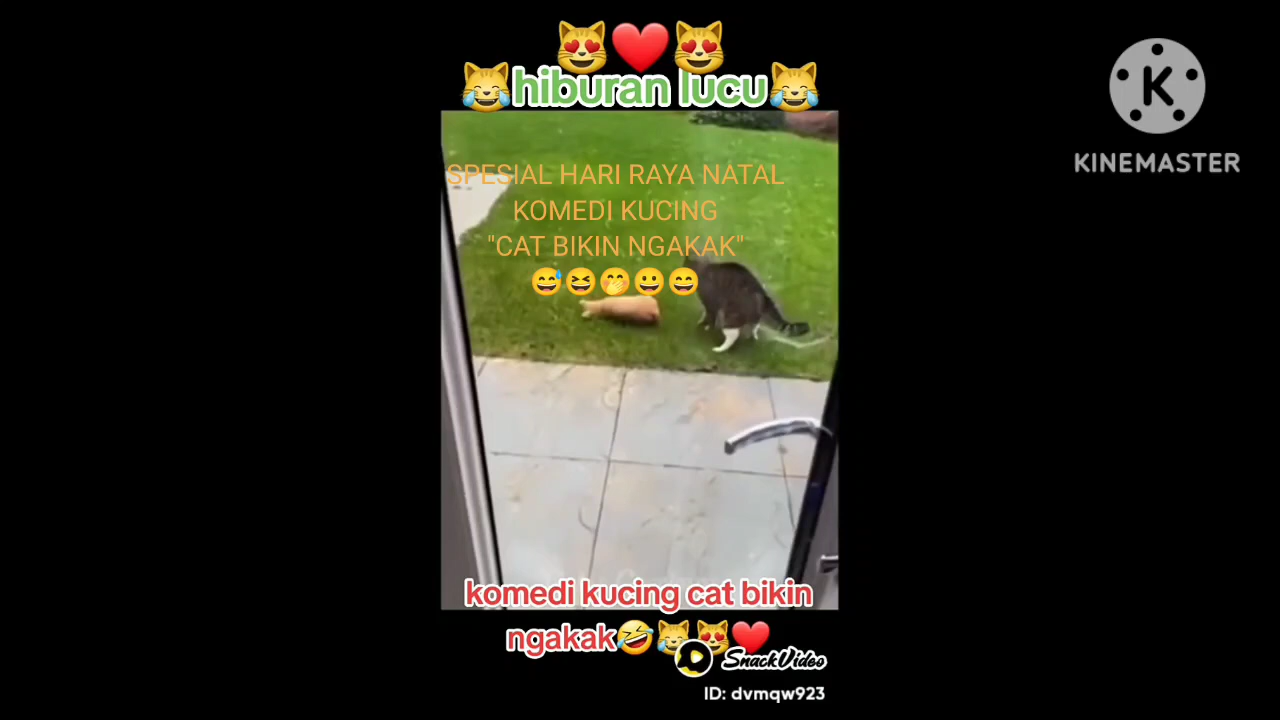 hiburan lucu
SPESIAL HARI RAYA NATAL
KOMEDI KUCING
"CAT BIKIN NGAKAK"
komedi kucing cat bikin
ngakak
SnackVideo
ID: dvmqw923
K
KINEMASTER